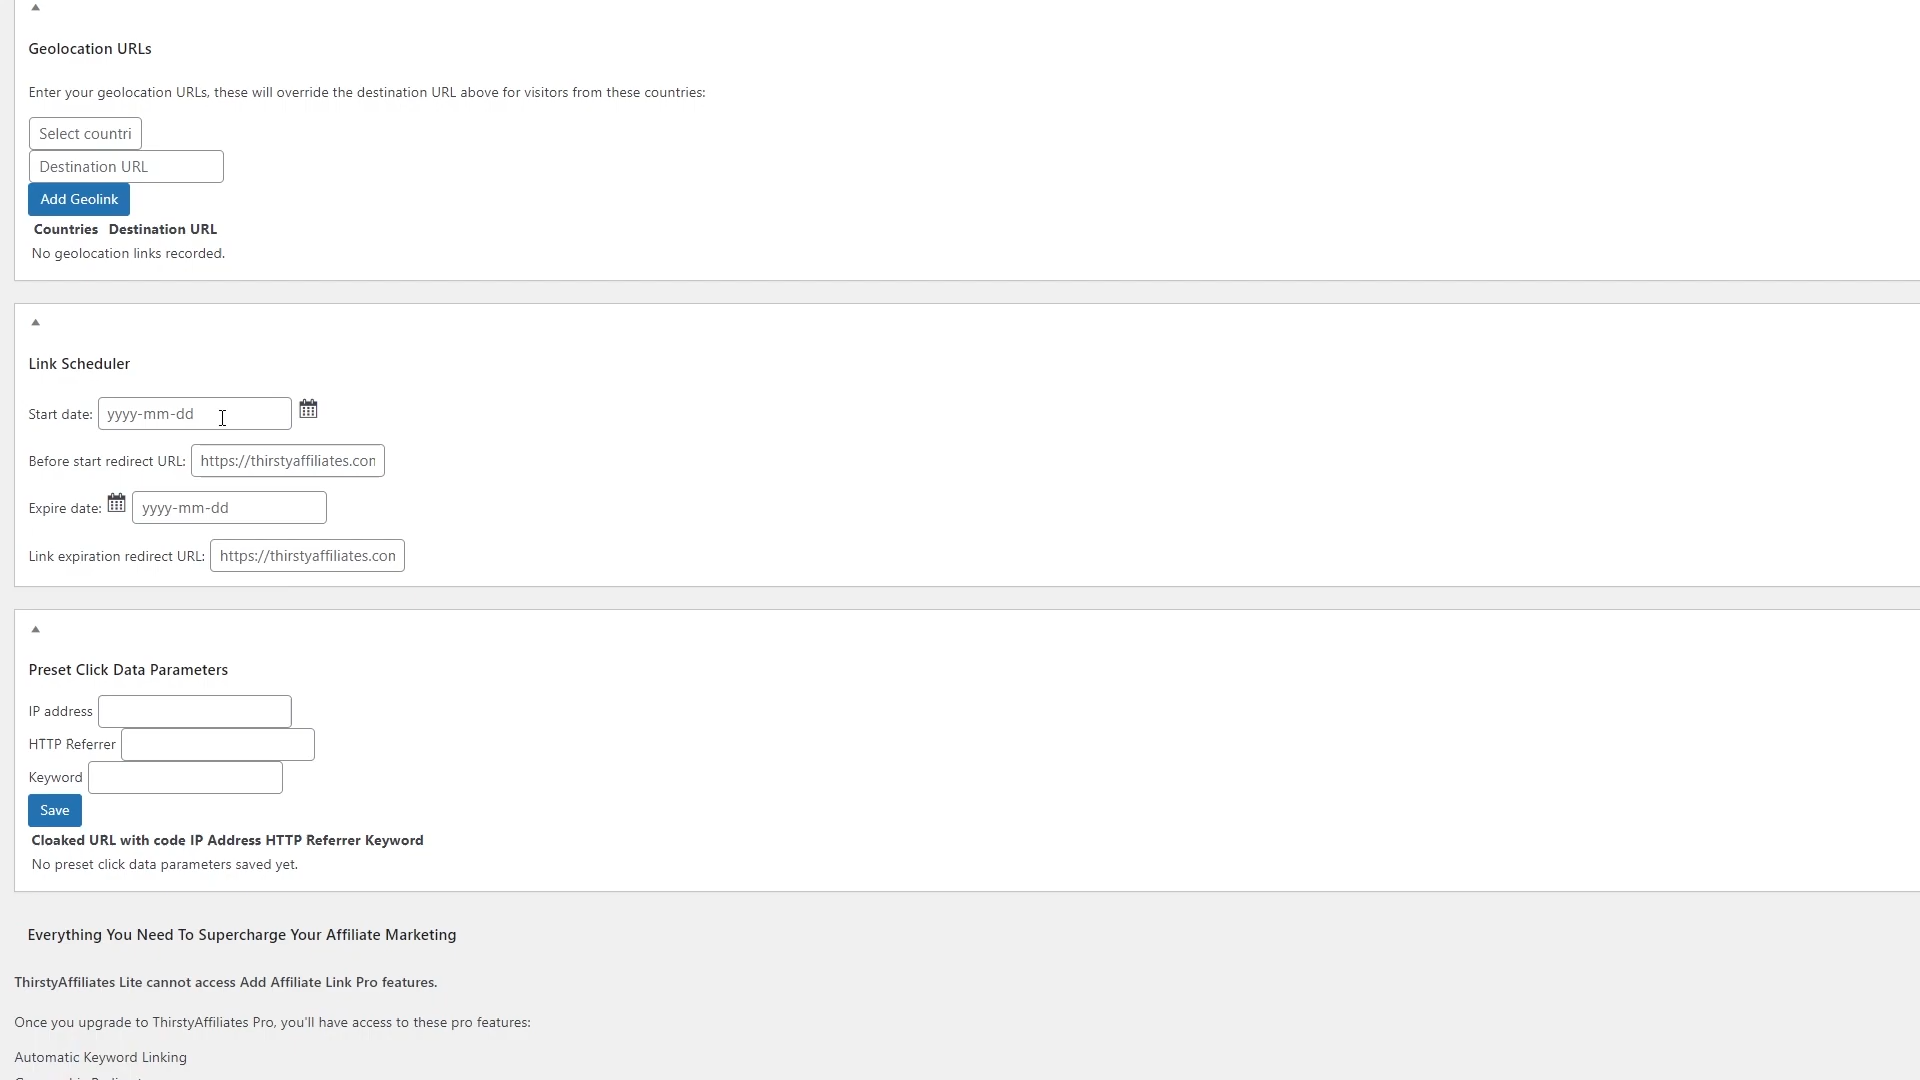 Geolocation URLs
Enter your geolocation URLs, these will override the destination URL above for visitors from these countries:
Select countri
Destination URL
Add Geolink
Countries Destination URL
No geolocation links recorded.
Link Scheduler
Start date: yyyy-mm-dd
Before start redirect URL: https://thirstyaffiliates.con
Expire date: yyyy-mm-dd
Link expiration redirect URL: https://thirstyaffiliates.con
Preset Click Data Parameters
IP address
HTTP Referrer
Keyword
Save
Cloaked URL with code IP Address HTTP Referrer Keyword
No preset click data parameters saved yet.
Everything You Need To Supercharge Your Affiliate Marketing
ThirstyAffiliates Lite cannot access Add Affiliate Link Pro features.
Once you upgrade to ThirstyAffiliates Pro, you'll have access to these pro features:
Automatic Keyword Linking